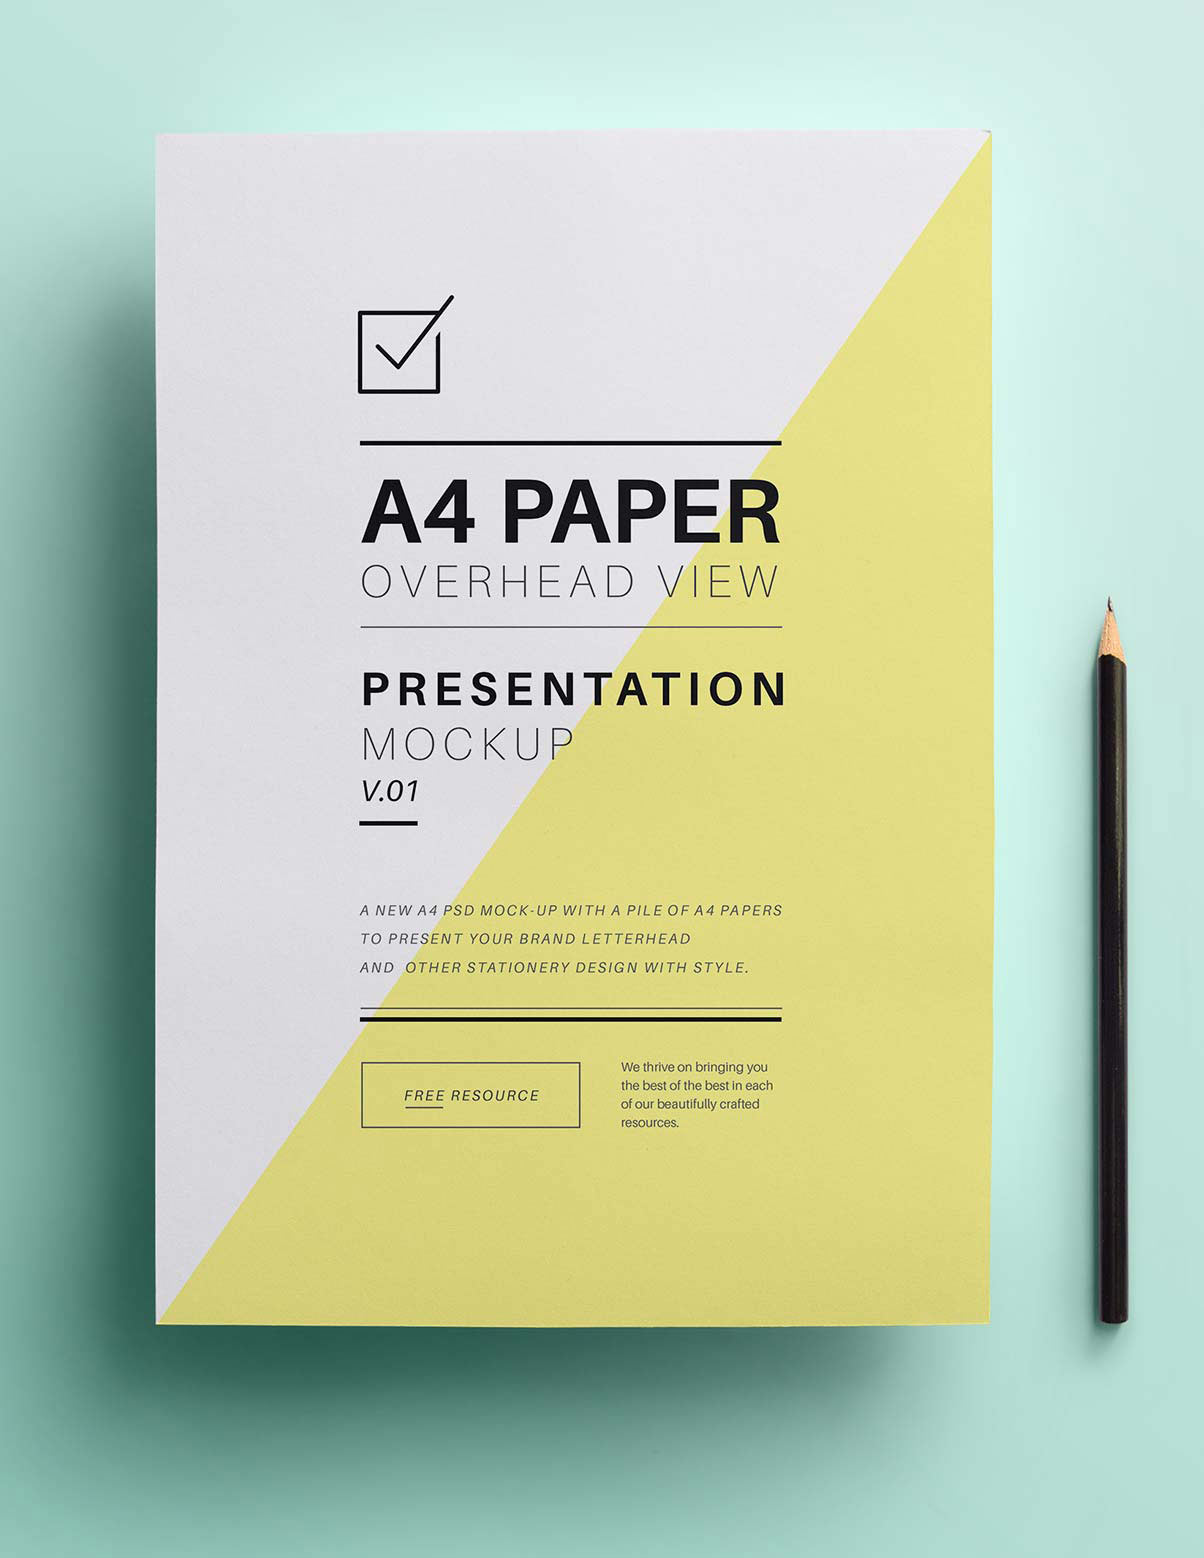 A4 PAPER
OVERHEAD VIEW
PRESENTATION
MOCKUP
V.01
A NEW A4 PSD MOCK-UP WITH A PILE OF A4 PAPERS
TO PRESENT YOUR BRAND LETTERHEAD
AND OTHER STATIONERY DESIGN WITH STYLE.
FREE RESOURCE
We thrive on bringing you
the best of the best in each
of our beautifully crafted
resources.